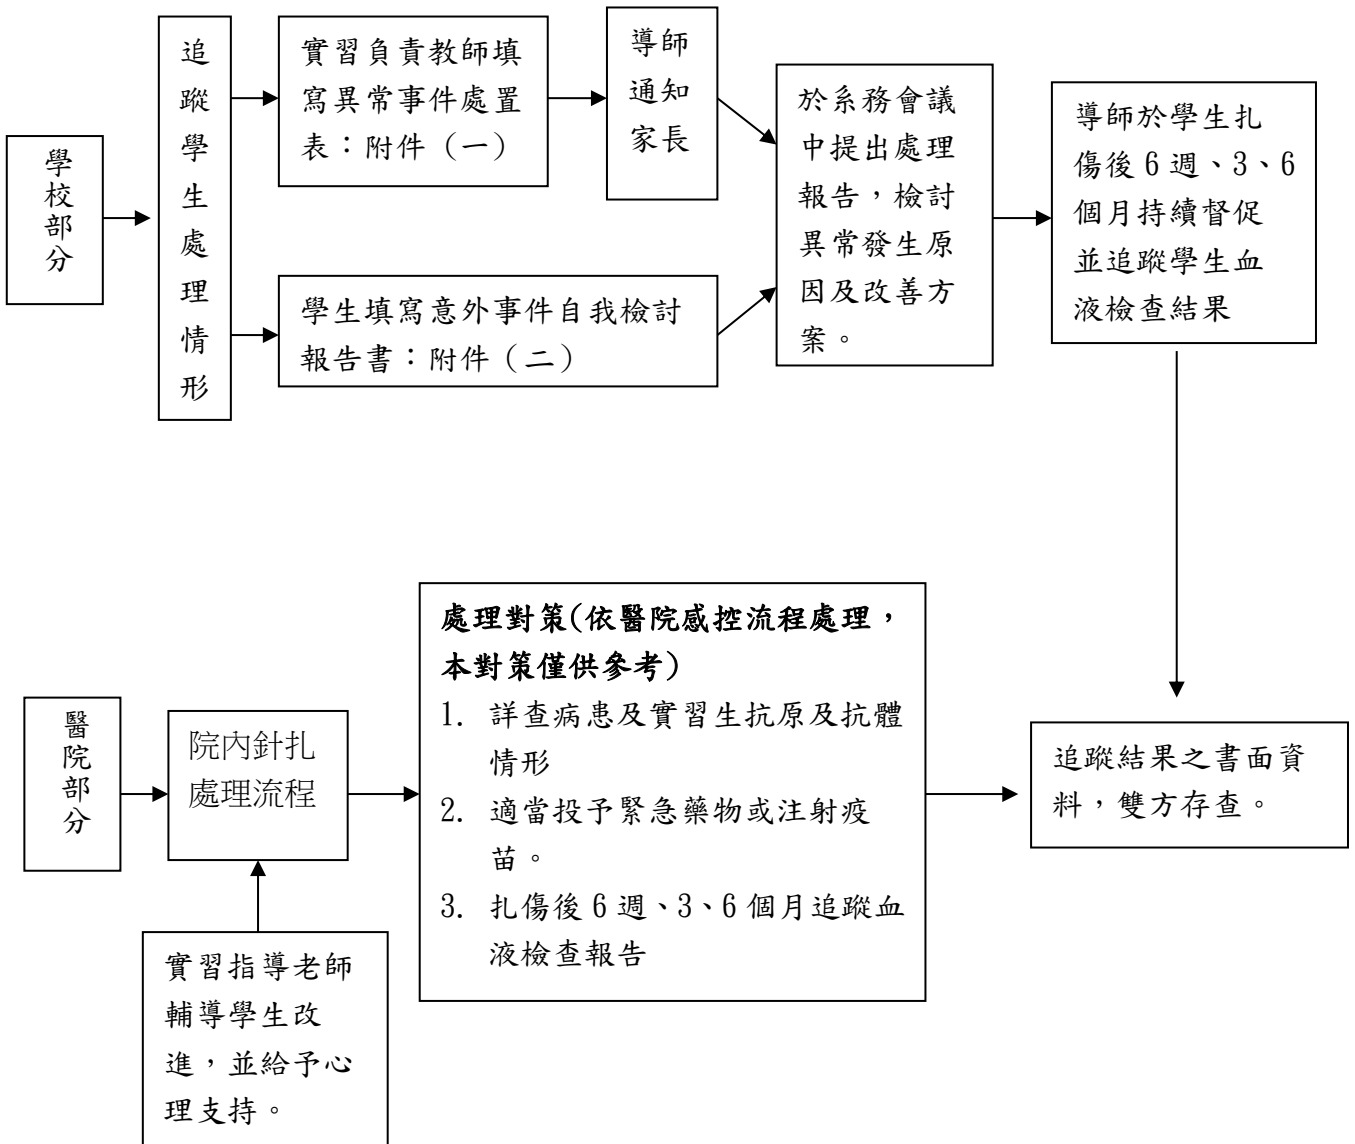 學校部分
追蹤學生處理情形
實習負責教師填
寫異常事件處置
表：附件（一）
導師
通知
家長
學生填寫意外事件自我檢討
報告書：附件（二）
於系務會議
中提出處理
報告，檢討
異常發生原
因及改善方
案。
導師於學生扎
傷後 6 週、3、6
個月持續督促
並追蹤學生血
液檢查結果
醫院部分
院內針扎
處理流程
實習指導老師
輔導學生改
進，並給予心
理支持。
處理對策(依醫院感控流程處理，
本對策僅供參考)
1. 詳查病患及實習生抗原及抗體
情形
2. 適當投予緊急藥物或注射疫
苗。
3. 扎傷後 6 週、3、6 個月追蹤血
液檢查報告
追蹤結果之書面資
料，雙方存查。